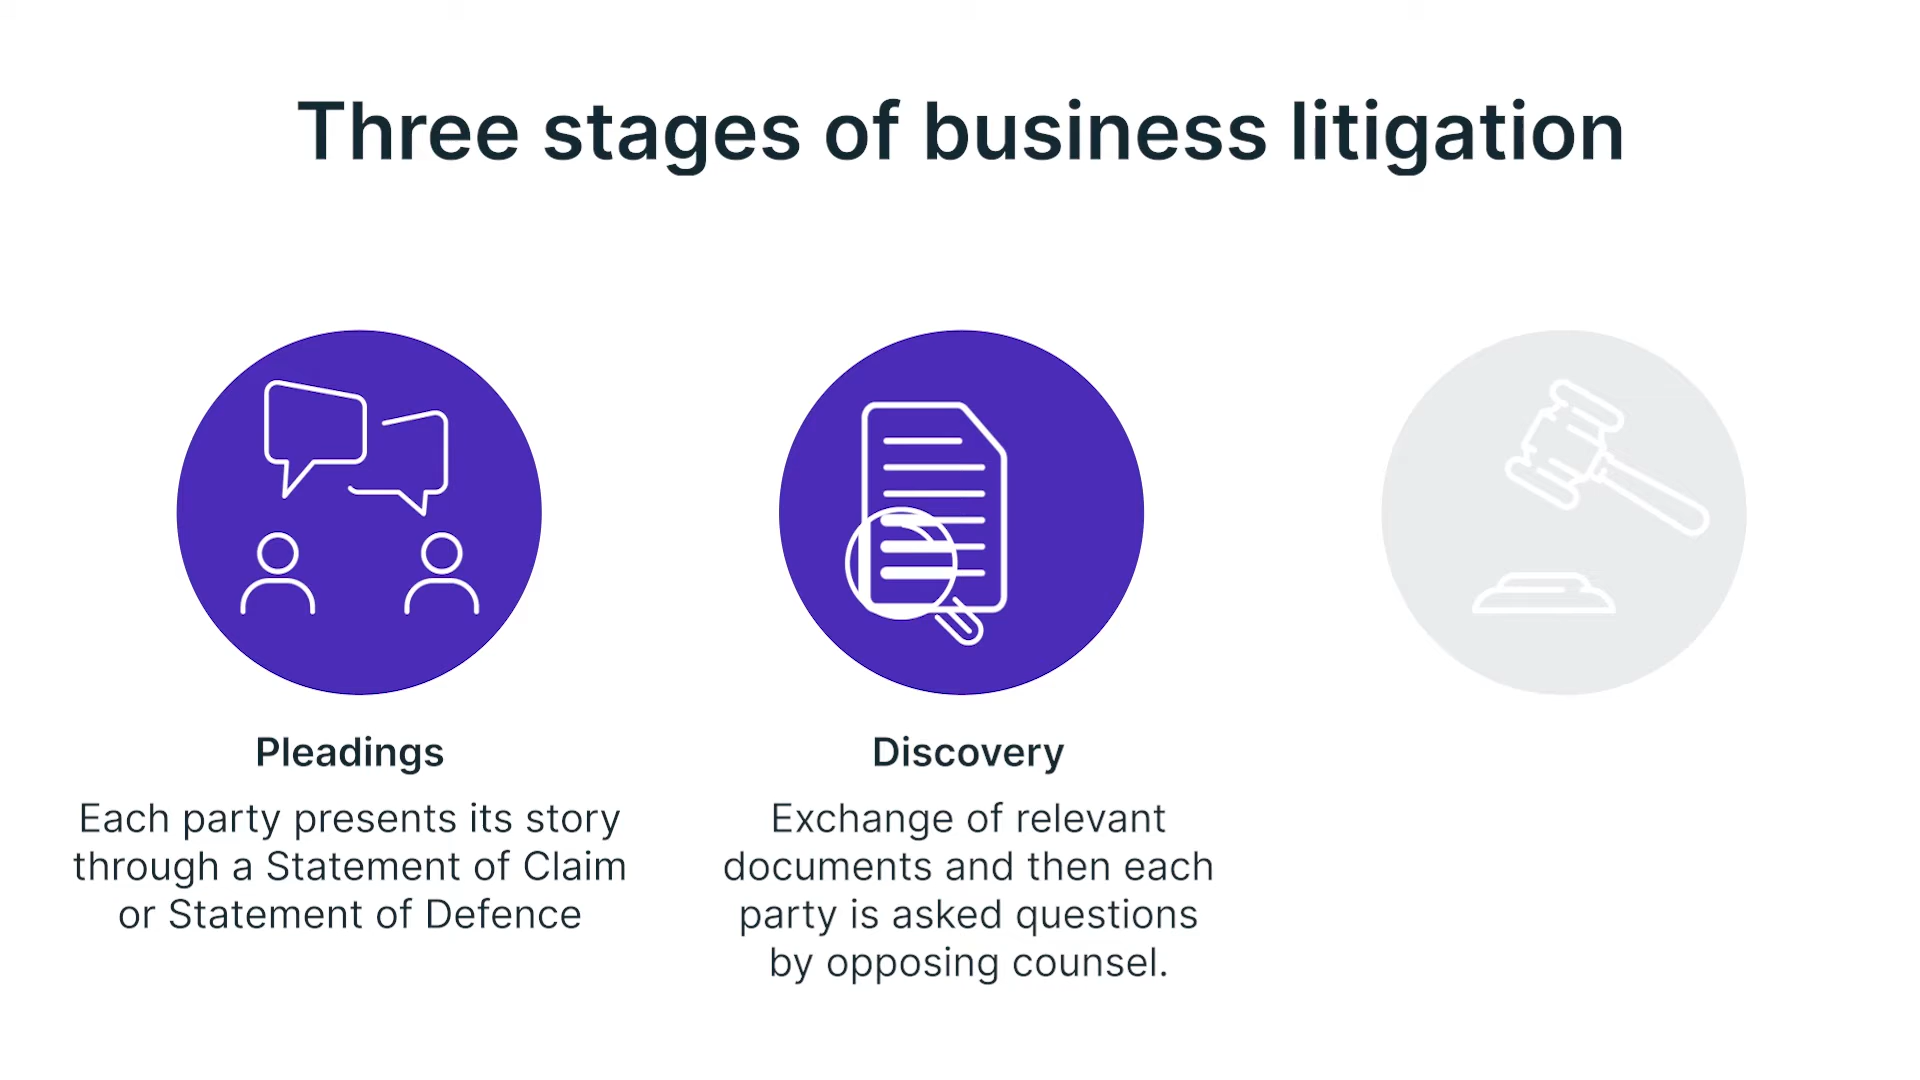 Three stages of business litigation
Pleadings
Each party presents its story
through a Statement of Claim
or Statement of Defence
Discovery
Exchange of relevant
documents and then each
party is asked questions
by opposing counsel.